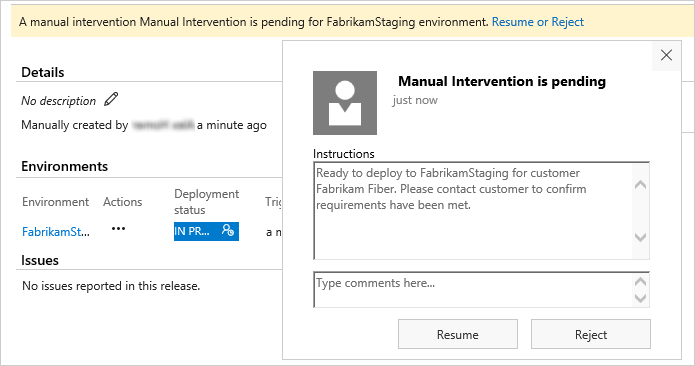 A manual intervention Manual Intervention is pending for FabrikamStaging environment. Resume or Reject
Details
No description
Manually created by a minute ago
Environments
Environment Actions Deployment status Trig
FabrikamSt... ••• IN PR... a m
Issues
No issues reported in this release.
Manual Intervention is pending
just now
Instructions
Ready to deploy to FabrikamStaging for customer
Fabrikam Fiber. Please contact customer to confirm
requirements have been met.
Type comments here...
Resume Reject